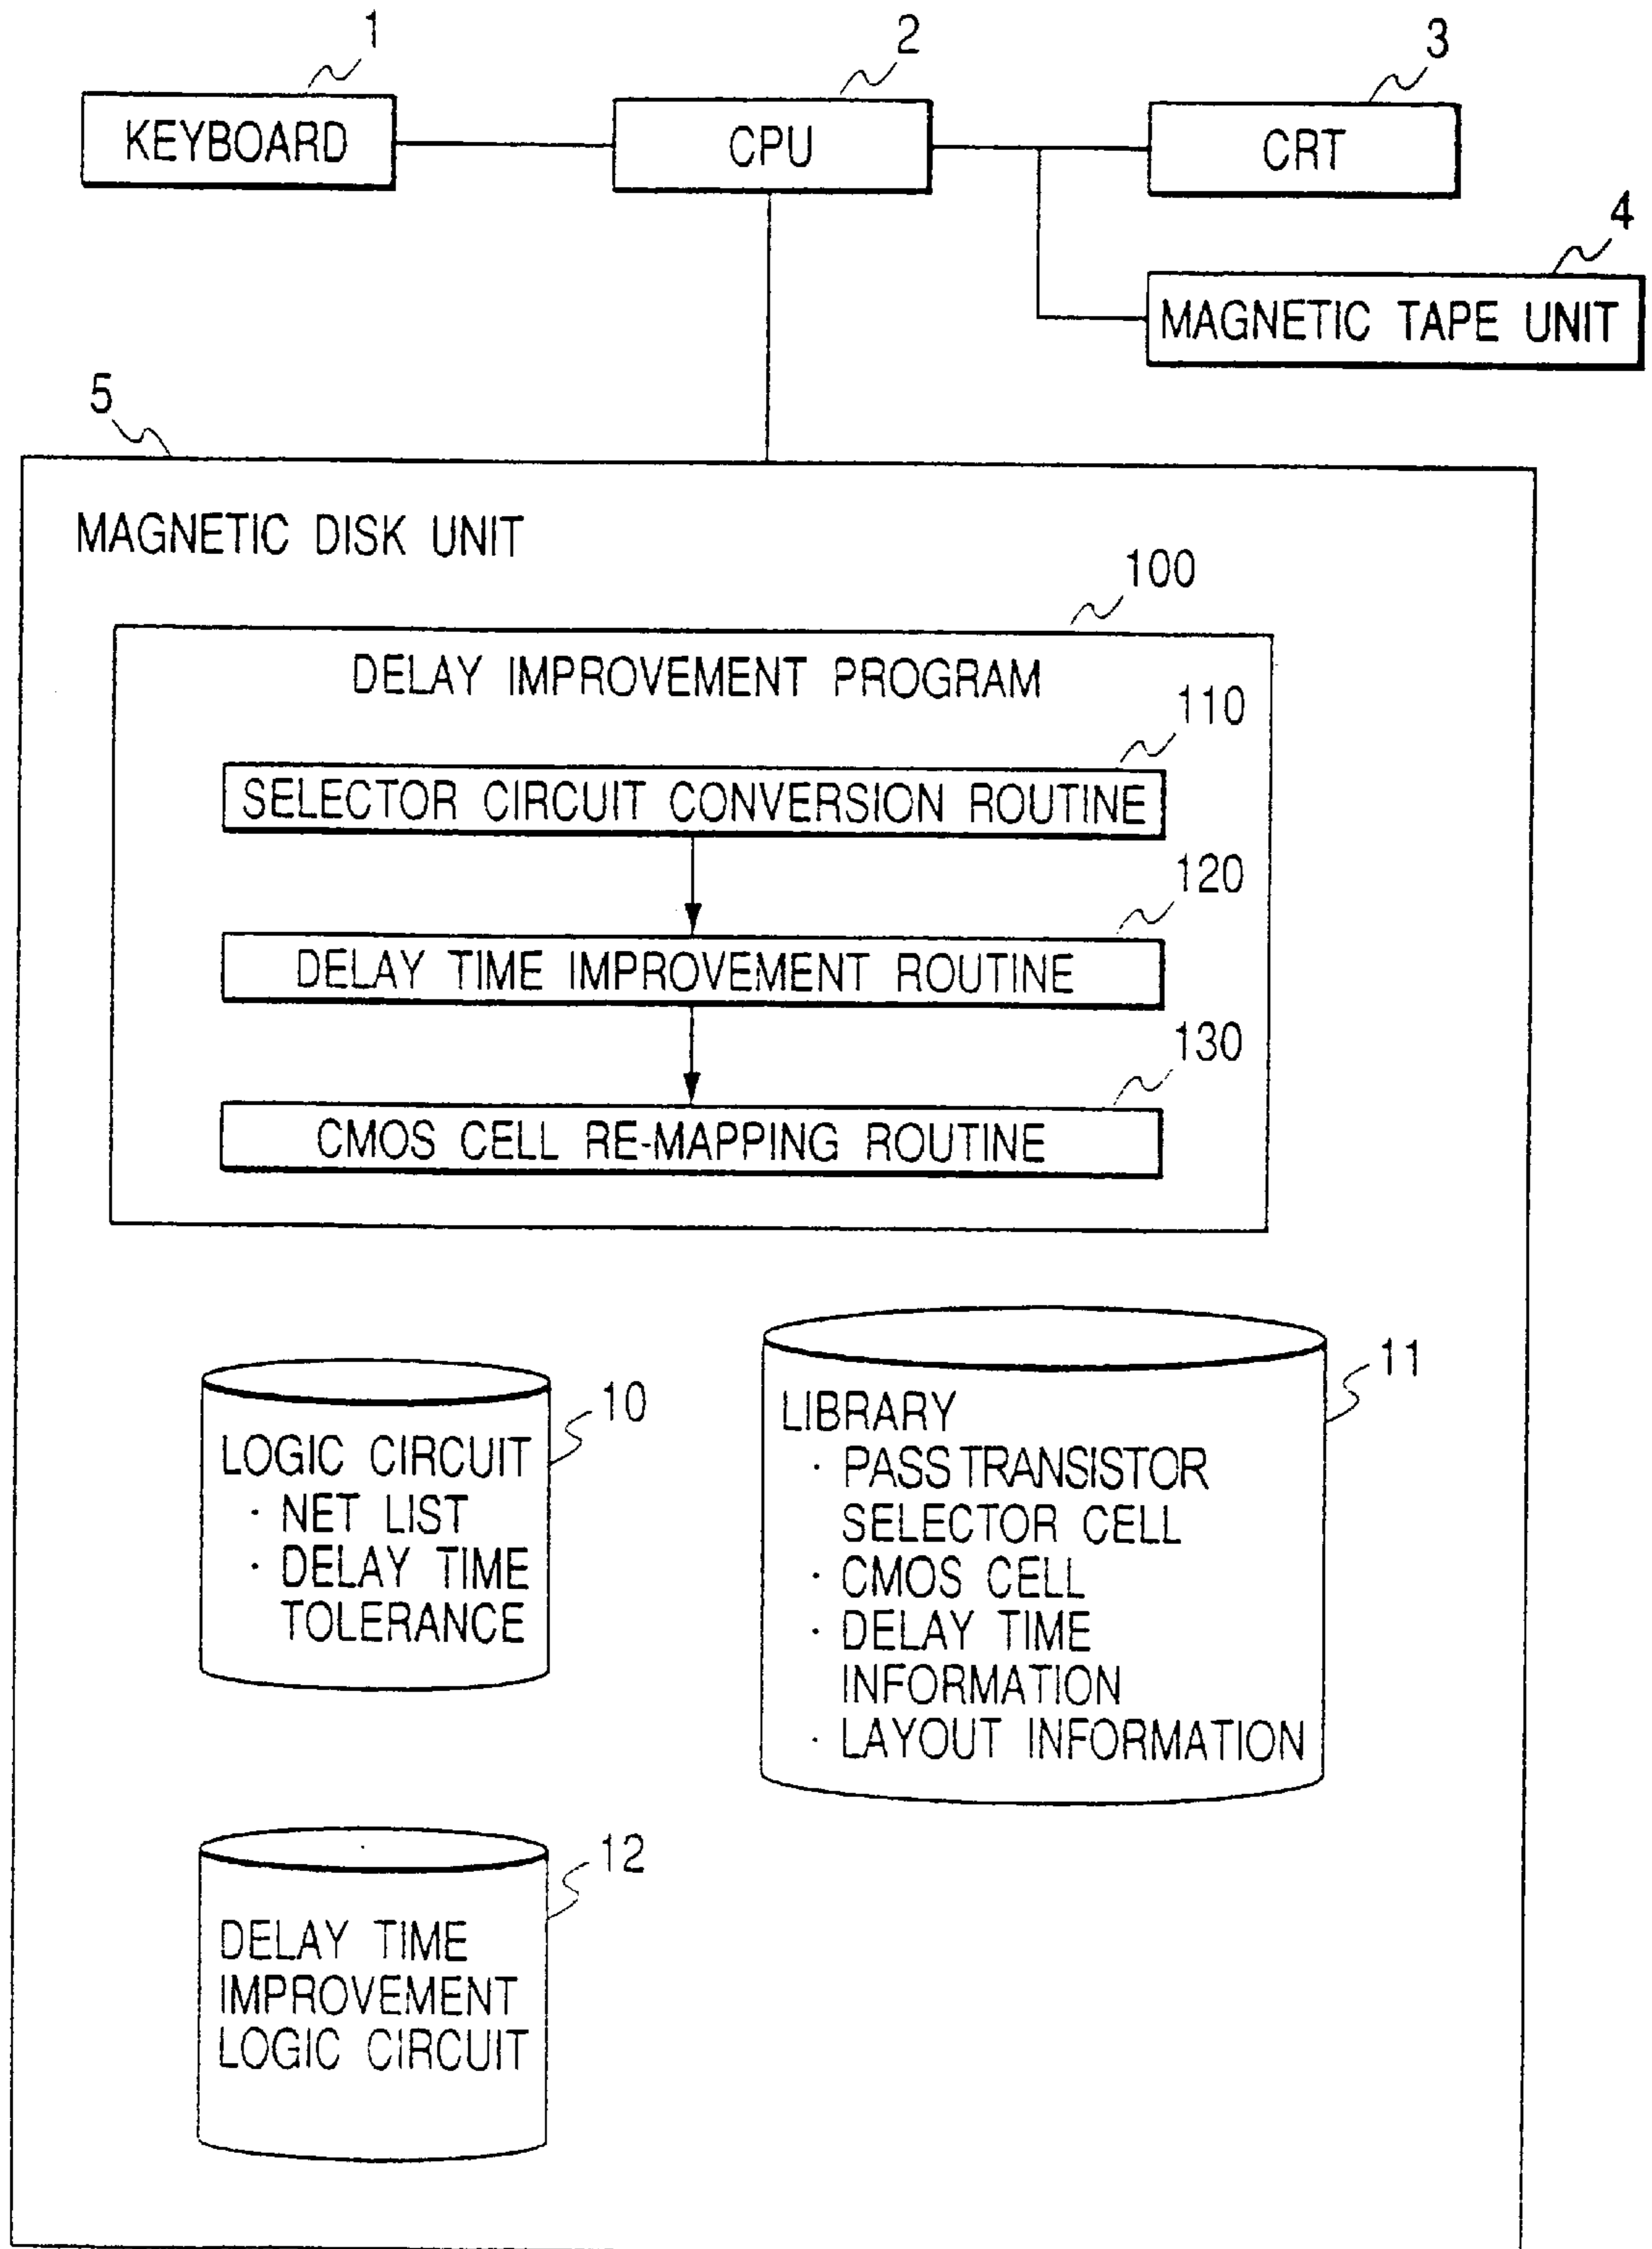 1
2
3
KEYBOARD
CPU
CRT
4
MAGNETIC TAPE UNIT
5
MAGNETIC DISK UNIT
100
DELAY IMPROVEMENT PROGRAM
110
SELECTOR CIRCUIT CONVERSION ROUTINE
120
DELAY TIME IMPROVEMENT ROUTINE
130
CMOS CELL RE-MAPPING ROUTINE
10
LOGIC CIRCUIT
· NET LIST
· DELAY TIME
TOLERANCE
11
LIBRARY
· PASS TRANSISTOR
SELECTOR CELL
· CMOS CELL
· DELAY TIME
INFORMATION
· LAYOUT INFORMATION
12
DELAY TIME
IMPROVEMENT
LOGIC CIRCUIT